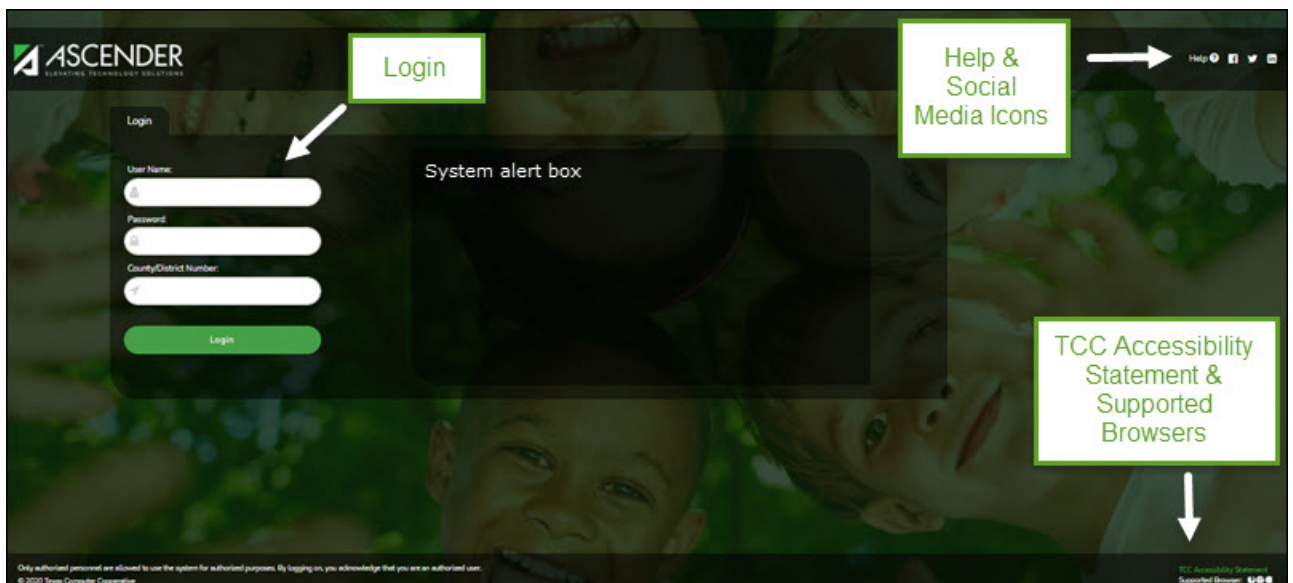 ASCENDER
ELEVATING TECHNOLOGY SOLUTIONS
Login
Help &
Social
Media Icons
Help
Login
User Name:
System alert box
Password:
County/District Number:
Login
TCC Accessibility
Statement &
Supported
Browsers
Only authorized personnel are allowed to use the system for authorized purposes. By logging on, you acknowledge that you are an authorized user.
TCC Accessibility Statement
© 2020 Texas Computer Cooperative
Supported Browser: